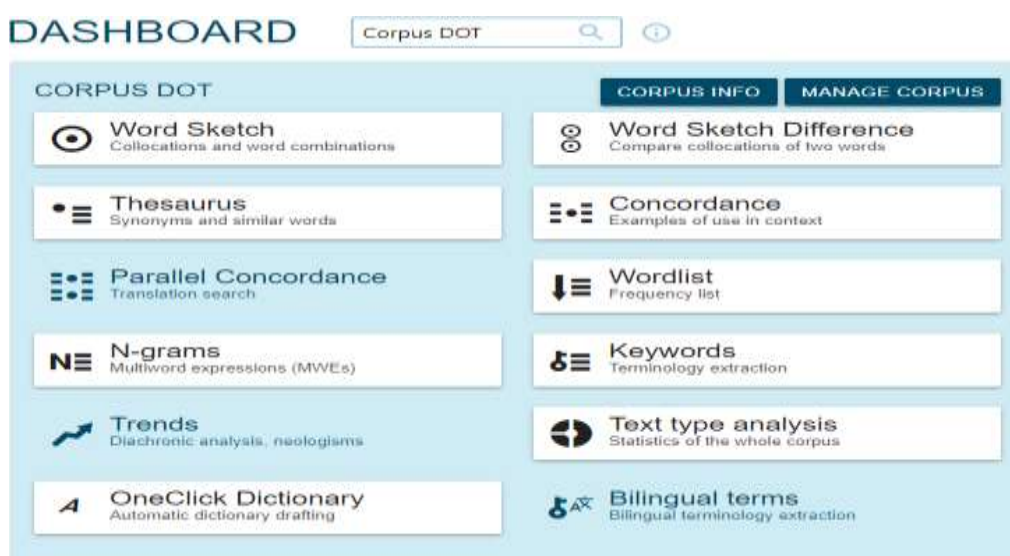 DASHBOARD
Corpus DOT
CORPUS DOT
CORPUS INFO
MANAGE CORPUS
Word Sketch
Collocations and word combinations
Word Sketch Difference
Compare collocations of two words
Thesaurus
Synonyms and similar words
Concordance
Examples of use in context
Parallel Concordance
Translation search
Wordlist
Frequency list
N-grams
Multiword expressions (MWEs)
Keywords
Terminology extraction
Trends
Diachronic analysis, neologisms
Text type analysis
Statistics of the whole corpus
OneClick Dictionary
Automatic dictionary drafting
Bilingual terms
Bilingual terminology extraction